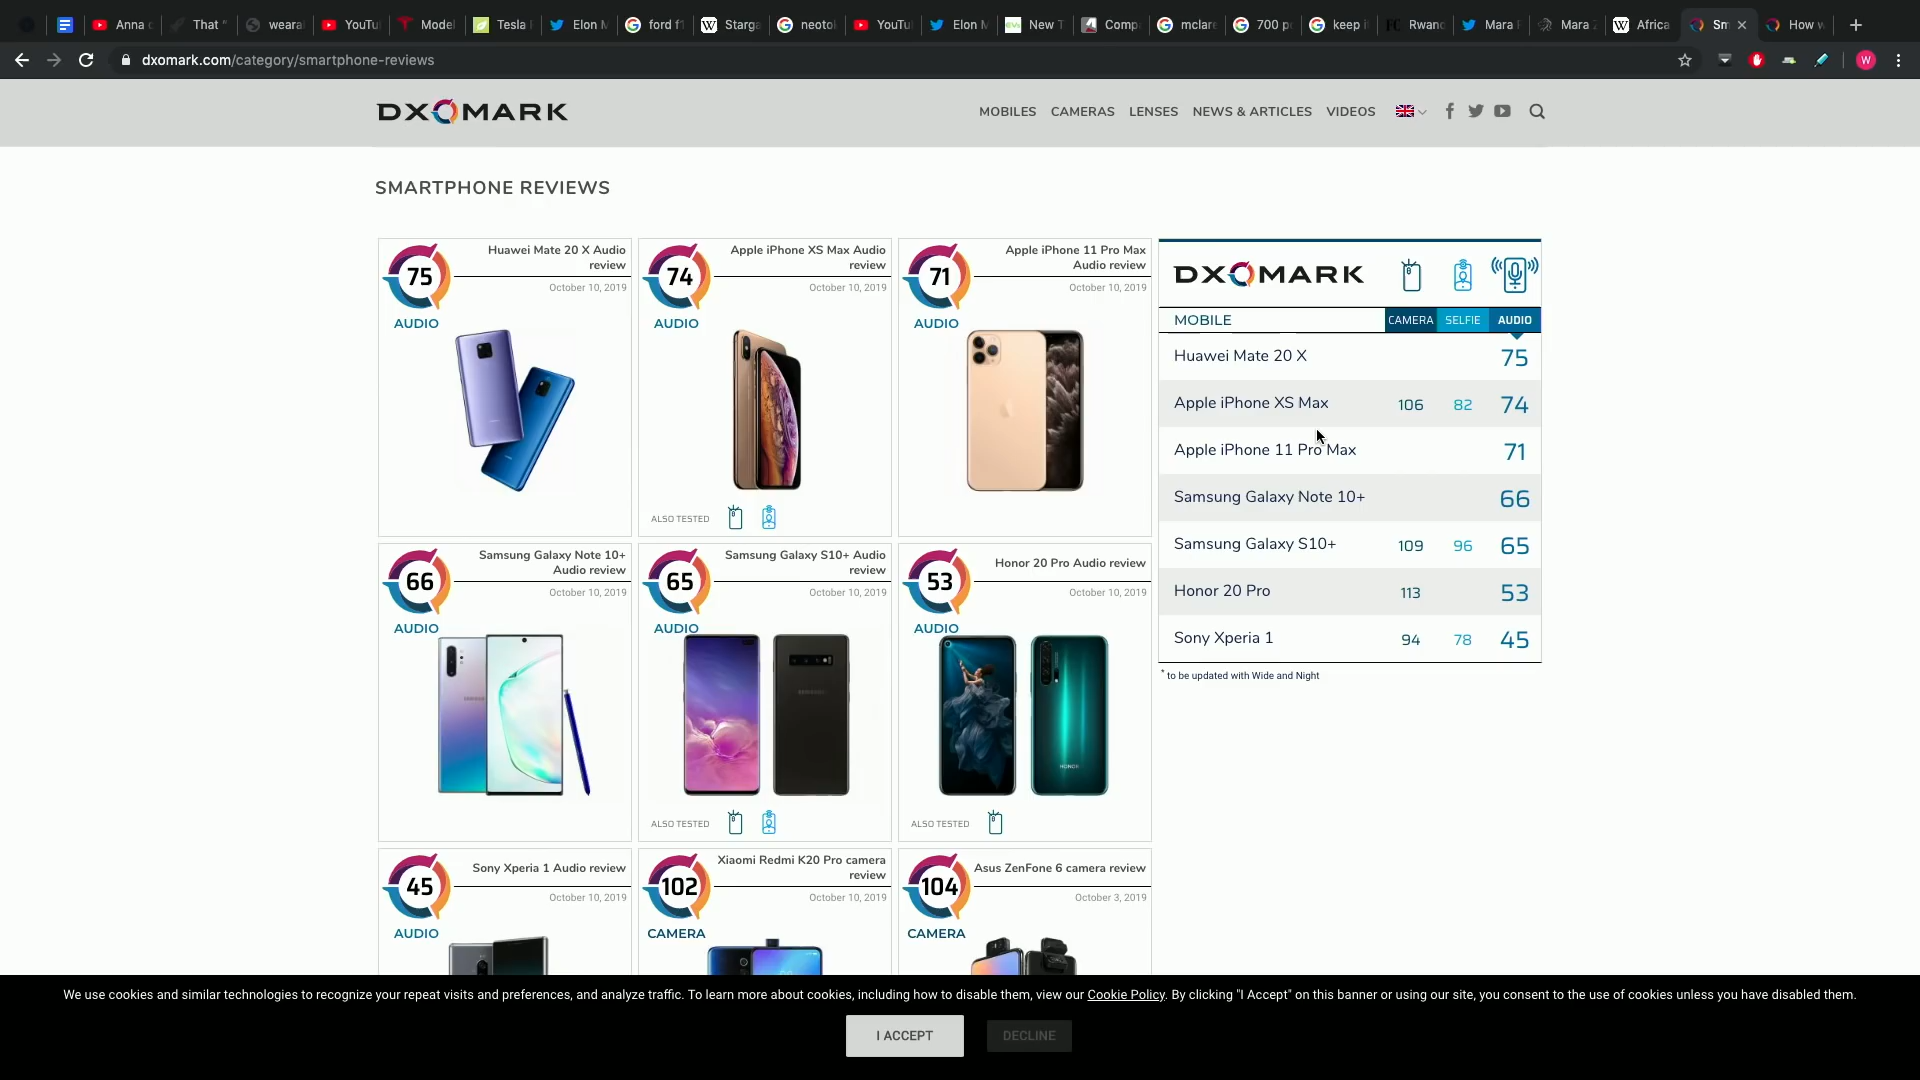 Anna
That "
weara
YouTu
Model
Tesla
Elon M
ford f1
Starga
neoto
YouTu
Elon M
New T
Comp
mclare
700 p
keep i
Rwand
Mara
Mara
Africa
Sm
How
dxomark.com/category/smartphone-reviews
W
DXOMARK
MOBILES CAMERAS LENSES NEWS & ARTICLES VIDEOS
SMARTPHONE REVIEWS
75
Huawei Mate 20 X Audio
review
October 10, 2019
AUDIO
74
Apple iPhone XS Max Audio
review
October 10, 2019
AUDIO
ALSO TESTED
71
Apple iPhone 11 Pro Max
Audio review
October 10, 2019
AUDIO
66
Samsung Galaxy Note 10+
Audio review
October 10, 2019
AUDIO
65
Samsung Galaxy S10+ Audio
review
October 10, 2019
AUDIO
ALSO TESTED
53
Honor 20 Pro Audio review
October 10, 2019
AUDIO
HONOR
ALSO TESTED
45
Sony Xperia 1 Audio review
October 10, 2019
AUDIO
102
Xiaomi Redmi K20 Pro camera
review
October 10, 2019
CAMERA
104
Asus ZenFone 6 camera review
October 3, 2019
CAMERA
DXOMARK
MOBILE CAMERA SELFIE AUDIO
Huawei Mate 20 X 75
Apple iPhone XS Max 106 82 74
Apple iPhone 11 Pro Max 71
Samsung Galaxy Note 10+ 66
Samsung Galaxy S10+ 109 96 65
Honor 20 Pro 113 53
Sony Xperia 1 94 78 45
* to be updated with Wide and Night
We use cookies and similar technologies to recognize your repeat visits and preferences, and analyze traffic. To learn more about cookies, including how to disable them, view our Cookie Policy. By clicking "I Accept" on this banner or using our site, you consent to the use of cookies unless you have disabled them.
I ACCEPT
DECLINE